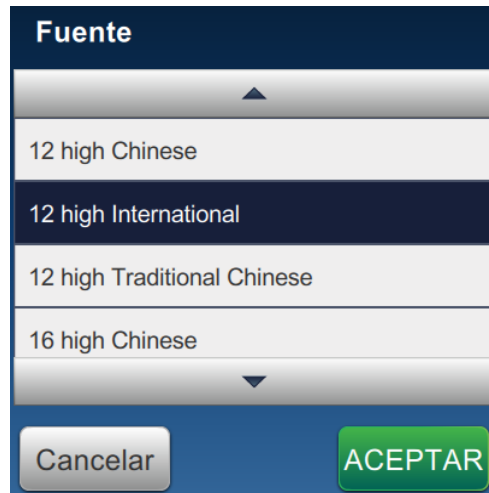 Fuente
12 high Chinese
12 high International
12 high Traditional Chinese
16 high Chinese
Cancelar
ACEPTAR